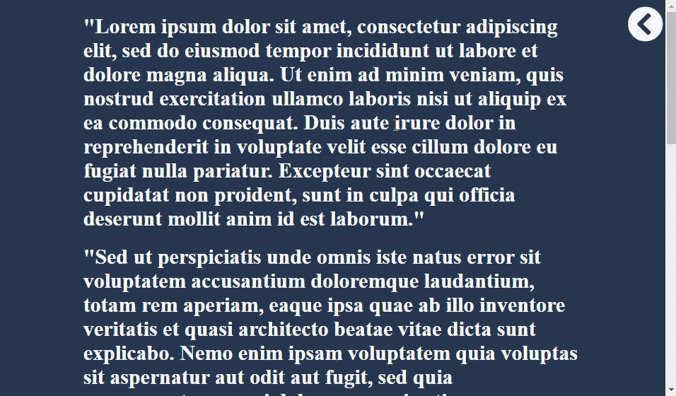 "Lorem ipsum dolor sit amet, consectetur adipiscing
elit, sed do eiusmod tempor incididunt ut labore et
dolore magna aliqua. Ut enim ad minim veniam, quis
nostrud exercitation ullamco laboris nisi ut aliquip ex
ea commodo consequat. Duis aute irure dolor in
reprehenderit in voluptate velit esse cillum dolore eu
fugiat nulla pariatur. Excepteur sint occaecat
cupidatat non proident, sunt in culpa qui officia
deserunt mollit anim id est laborum."
"Sed ut perspiciatis unde omnis iste natus error sit
voluptatem accusantium doloremque laudantium,
totam rem aperiam, eaque ipsa quae ab illo inventore
veritatis et quasi architecto beatae vitae dicta sunt
explicabo. Nemo enim ipsam voluptatem quia voluptas
sit aspernatur aut odit aut fugit, sed quia